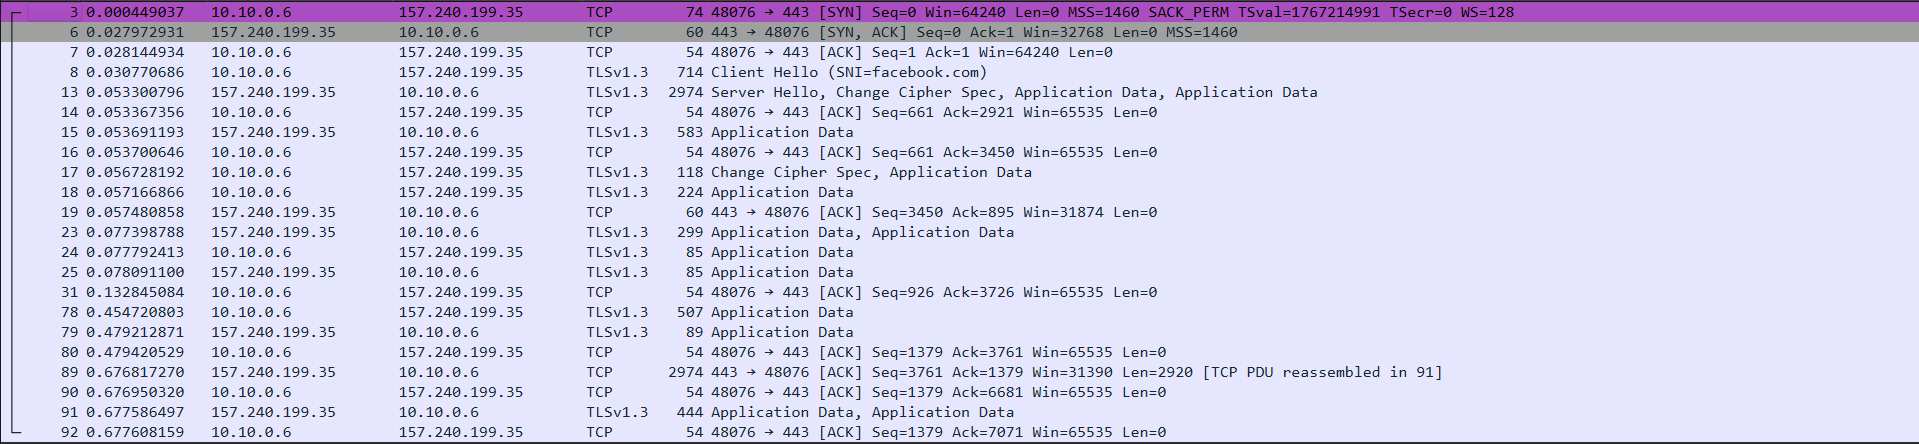 3 0.000449037 10.10.0.6 157.240.199.35 TCP 74 48076 → 443 [SYN] Seq=0 Win=64240 Len=0 MSS=1460 SACK_PERM TSval=1767214991 TSecr=0 WS=128
6 0.027972931 157.240.199.35 10.10.0.6 TCP 60 443 → 48076 [SYN, ACK] Seq=0 Ack=1 Win=32768 Len=0 MSS=1460
7 0.028144934 10.10.0.6 157.240.199.35 TCP 54 48076 → 443 [ACK] Seq=1 Ack=1 Win=64240 Len=0
8 0.030770686 10.10.0.6 157.240.199.35 TLSv1.3 714 Client Hello (SNI=facebook.com)
13 0.053300796 157.240.199.35 10.10.0.6 TLSv1.3 2974 Server Hello, Change Cipher Spec, Application Data, Application Data
14 0.053367356 10.10.0.6 157.240.199.35 TCP 54 48076 → 443 [ACK] Seq=661 Ack=2921 Win=65535 Len=0
15 0.053691193 157.240.199.35 10.10.0.6 TLSv1.3 583 Application Data
16 0.053700646 10.10.0.6 157.240.199.35 TCP 54 48076 → 443 [ACK] Seq=661 Ack=3450 Win=65535 Len=0
17 0.056728192 10.10.0.6 157.240.199.35 TLSv1.3 118 Change Cipher Spec, Application Data
18 0.057166866 10.10.0.6 157.240.199.35 TLSv1.3 224 Application Data
19 0.057480858 157.240.199.35 10.10.0.6 TCP 60 443 → 48076 [ACK] Seq=3450 Ack=895 Win=31874 Len=0
23 0.077398788 157.240.199.35 10.10.0.6 TLSv1.3 299 Application Data, Application Data
24 0.077792413 10.10.0.6 157.240.199.35 TLSv1.3 85 Application Data
25 0.078091100 157.240.199.35 10.10.0.6 TLSv1.3 85 Application Data
31 0.132845084 10.10.0.6 157.240.199.35 TCP 54 48076 → 443 [ACK] Seq=926 Ack=3726 Win=65535 Len=0
78 0.454720803 10.10.0.6 157.240.199.35 TLSv1.3 507 Application Data
79 0.479212871 157.240.199.35 10.10.0.6 TLSv1.3 89 Application Data
80 0.479420529 10.10.0.6 157.240.199.35 TCP 54 48076 → 443 [ACK] Seq=1379 Ack=3761 Win=65535 Len=0
89 0.676817270 157.240.199.35 10.10.0.6 TCP 2974 443 → 48076 [ACK] Seq=3761 Ack=1379 Win=31390 Len=2920 [TCP PDU reassembled in 91]
90 0.676950320 10.10.0.6 157.240.199.35 TCP 54 48076 → 443 [ACK] Seq=1379 Ack=6681 Win=65535 Len=0
91 0.677586497 157.240.199.35 10.10.0.6 TLSv1.3 444 Application Data, Application Data
92 0.677608159 10.10.0.6 157.240.199.35 TCP 54 48076 → 443 [ACK] Seq=1379 Ack=7071 Win=65535 Len=0